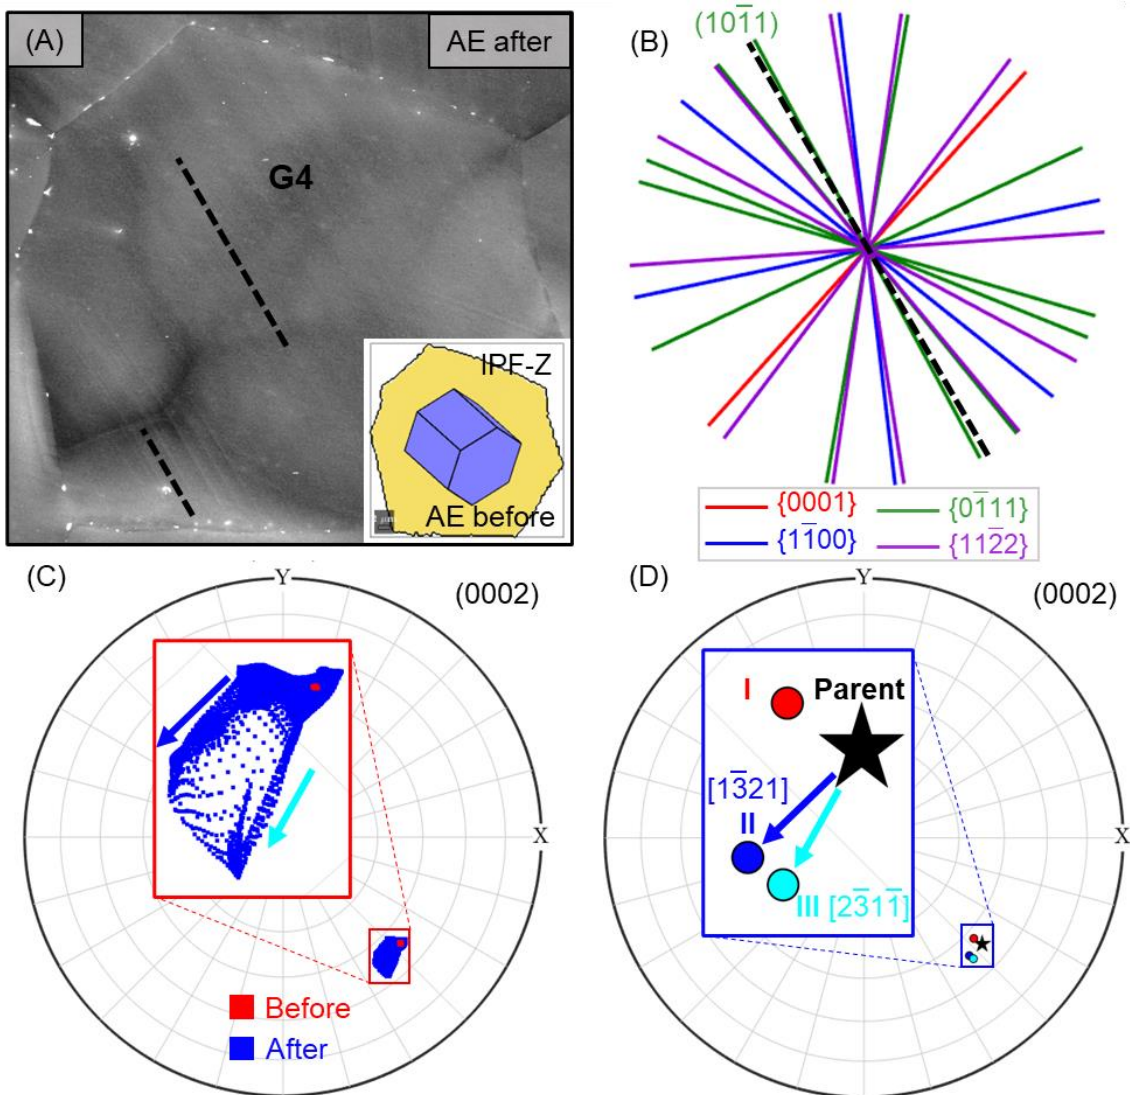 (A)
AE after
G4
IPF-Z
AE before
(B)
(101̅1)
{0001}
{01̅11}
{11̅00}
{112̅2}
(C)
Y
(0002)
X
Before
After
(D)
Y
(0002)
X
I
Parent
[13̅21]
II
III [23̅11̅]